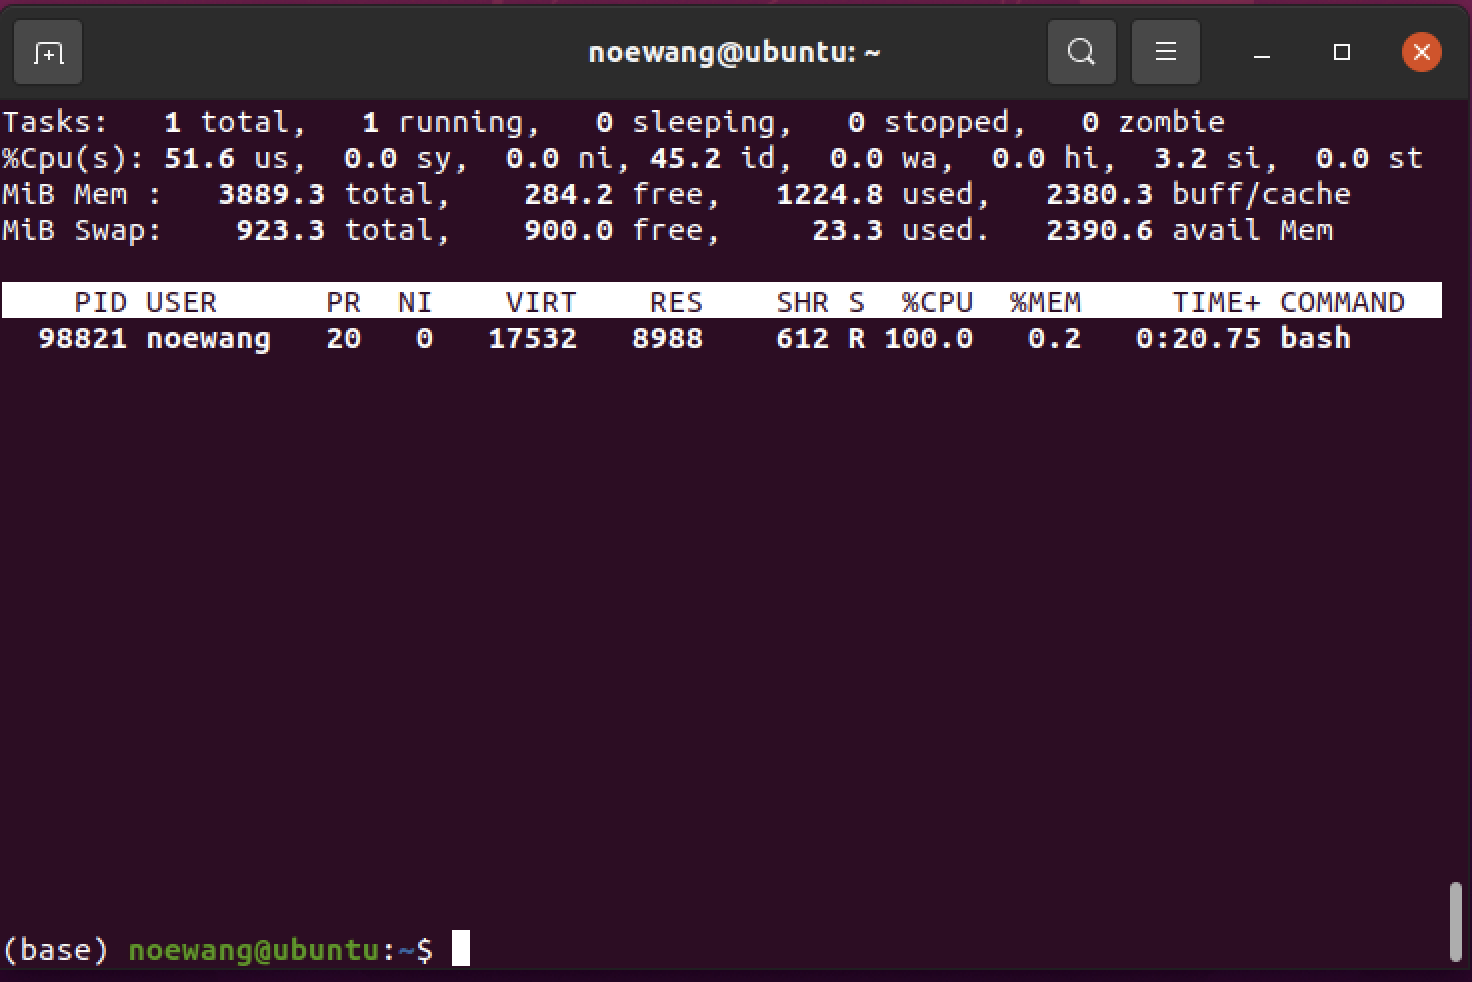 noewang@ubuntu: ~
Tasks:   1 total,   1 running,   0 sleeping,   0 stopped,   0 zombie
%Cpu(s): 51.6 us,  0.0 sy,  0.0 ni, 45.2 id,  0.0 wa,  0.0 hi,  3.2 si,  0.0 st
MiB Mem :   3889.3 total,    284.2 free,   1224.8 used,   2380.3 buff/cache
MiB Swap:    923.3 total,    900.0 free,     23.3 used.   2390.6 avail Mem
    PID USER      PR  NI    VIRT    RES    SHR S  %CPU  %MEM     TIME+ COMMAND
  98821 noewang   20   0   17532   8988    612 R 100.0   0.2   0:20.75 bash
(base) noewang@ubuntu:~$